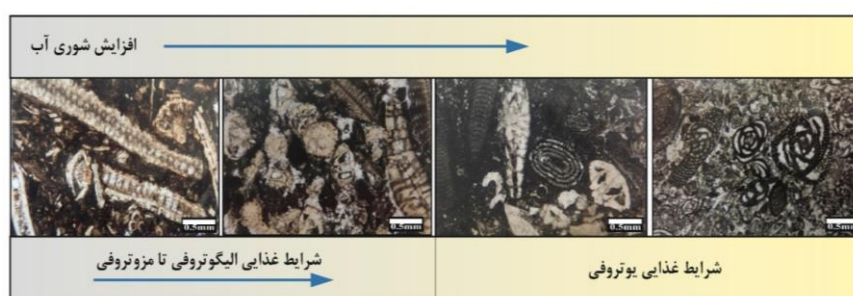 افزایش شوری آب
0.5mm
0.5mm
0.5mm
0.5mm
شرایط غذایی الیگوتروفی تا مزوتروفی
شرایط غذایی یوتروفی